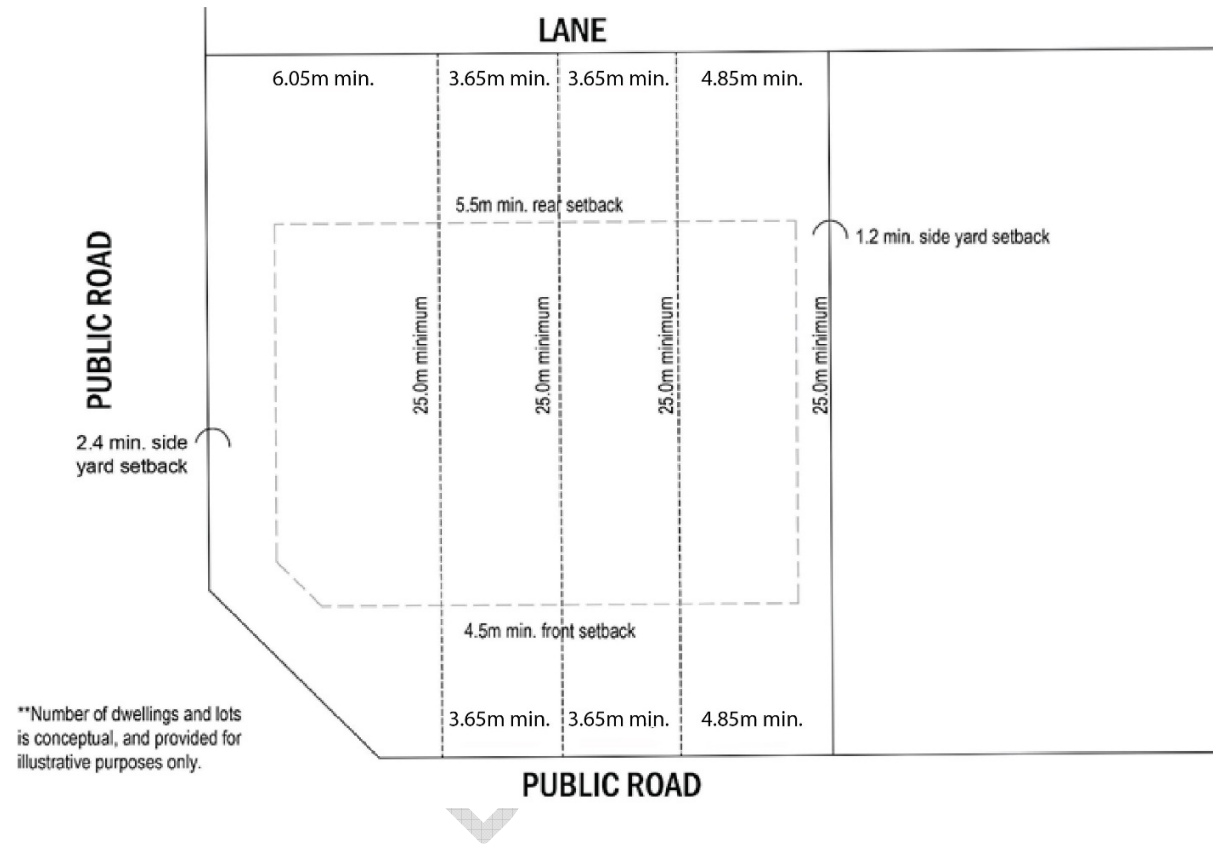 LANE
6.05m min.
3.65m min.
3.65m min.
4.85m min.
5.5m min. rear setback
1.2 min. side yard setback
PUBLIC ROAD
25.0m minimum
25.0m minimum
25.0m minimum
25.0m minimum
2.4 min. side
yard setback
4.5m min. front setback
**Number of dwellings and lots
is conceptual, and provided for
illustrative purposes only.
3.65m min.
3.65m min.
4.85m min.
PUBLIC ROAD